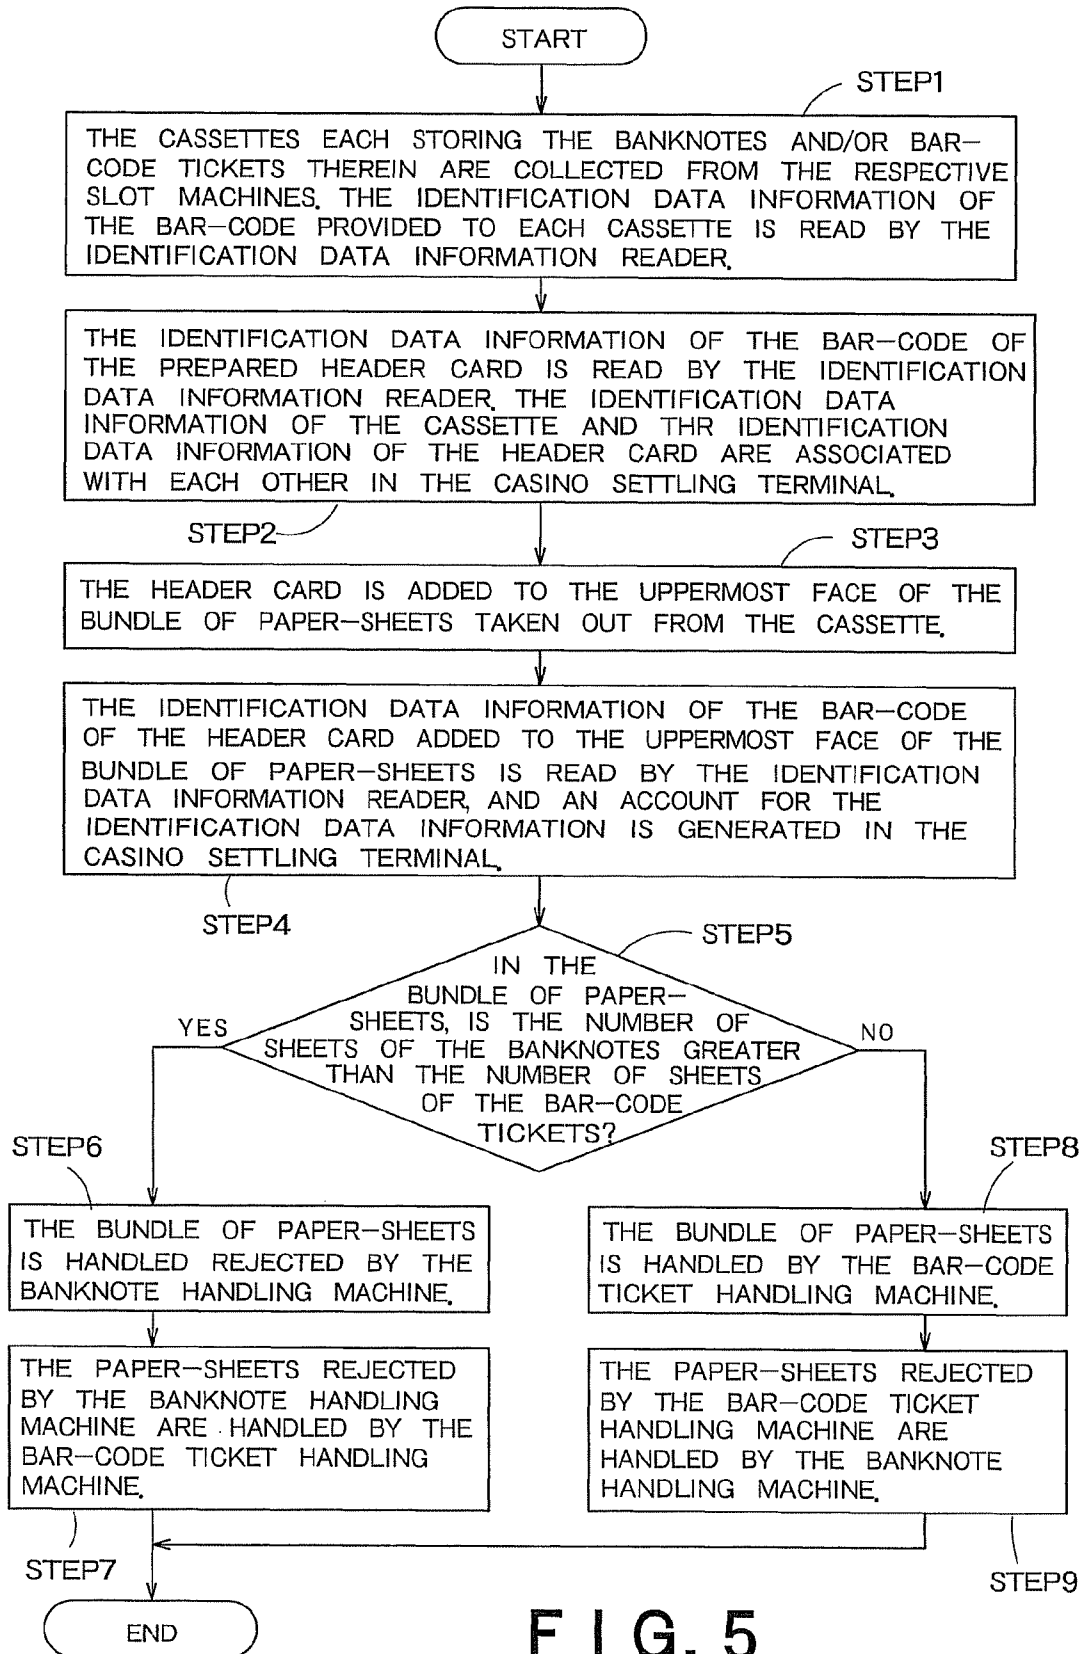 START
STEP1
THE CASSETTES EACH STORING THE BANKNOTES AND/OR BAR-
CODE TICKETS THEREIN ARE COLLECTED FROM THE RESPECTIVE
SLOT MACHINES. THE IDENTIFICATION DATA INFORMATION OF
THE BAR-CODE PROVIDED TO EACH CASSETTE IS READ BY THE
IDENTIFICATION DATA INFORMATION READER.
THE IDENTIFICATION DATA INFORMATION OF THE BAR-CODE OF
THE PREPARED HEADER CARD IS READ BY THE IDENTIFICATION
DATA INFORMATION READER. THE IDENTIFICATION DATA
INFORMATION OF THE CASSETTE AND THR IDENTIFICATION
DATA INFORMATION OF THE HEADER CARD ARE ASSOCIATED
WITH EACH OTHER IN THE CASINO SETTLING TERMINAL.
STEP2
STEP3
THE HEADER CARD IS ADDED TO THE UPPERMOST FACE OF THE
BUNDLE OF PAPER-SHEETS TAKEN OUT FROM THE CASSETTE.
THE IDENTIFICATION DATA INFORMATION OF THE BAR-CODE
OF THE HEADER CARD ADDED TO THE UPPERMOST FACE OF THE
BUNDLE OF PAPER-SHEETS IS READ BY THE IDENTIFICATION
DATA INFORMATION READER, AND AN ACCOUNT FOR THE
IDENTIFICATION DATA INFORMATION IS GENERATED IN THE
CASINO SETTLING TERMINAL.
STEP4
STEP5
IN THE
BUNDLE OF PAPER-
SHEETS, IS THE NUMBER OF
SHEETS OF THE BANKNOTES GREATER
THAN THE NUMBER OF SHEETS
OF THE BAR-CODE
TICKETS?
YES
NO
STEP6
THE BUNDLE OF PAPER-SHEETS
IS HANDLED REJECTED BY THE
BANKNOTE HANDLING MACHINE.
THE PAPER-SHEETS REJECTED
BY THE BANKNOTE HANDLING
MACHINE ARE HANDLED BY THE
BAR-CODE TICKET HANDLING
MACHINE.
STEP7
STEP8
THE BUNDLE OF PAPER-SHEETS
IS HANDLED BY THE BAR-CODE
TICKET HANDLING MACHINE.
THE PAPER-SHEETS REJECTED
BY THE BAR-CODE TICKET
HANDLING MACHINE ARE
HANDLED BY THE BANKNOTE
HANDLING MACHINE.
STEP9
END
FIG. 5